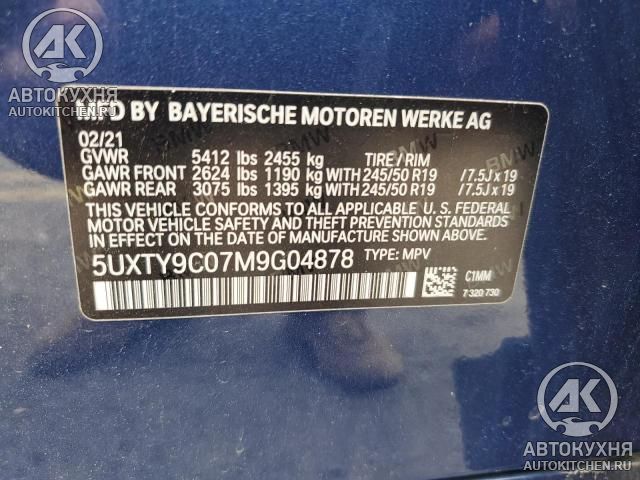 AK
АВТОКУХНЯ
AUTOKITCHEN.RU
MFD BY BAYERISCHE MOTOREN WERKE AG
02/21
GVWR 5412 lbs 2455 kg TIRE / RIM
GAWR FRONT 2624 lbs 1190 kg WITH 245/50 R19 / 7.5J x 19
GAWR REAR 3075 lbs 1395 kg WITH 245/50 R19 / 7.5J x 19
THIS VEHICLE CONFORMS TO ALL APPLICABLE U. S. FEDERAL
MOTOR VEHICLE SAFETY AND THEFT PREVENTION STANDARDS
IN EFFECT ON THE DATE OF MANUFACTURE SHOWN ABOVE.
5UXTY9C07M9G04878 TYPE: MPV
C1MM
7 320 730
AK
АВТОКУХНЯ
AUTOKITCHEN.RU